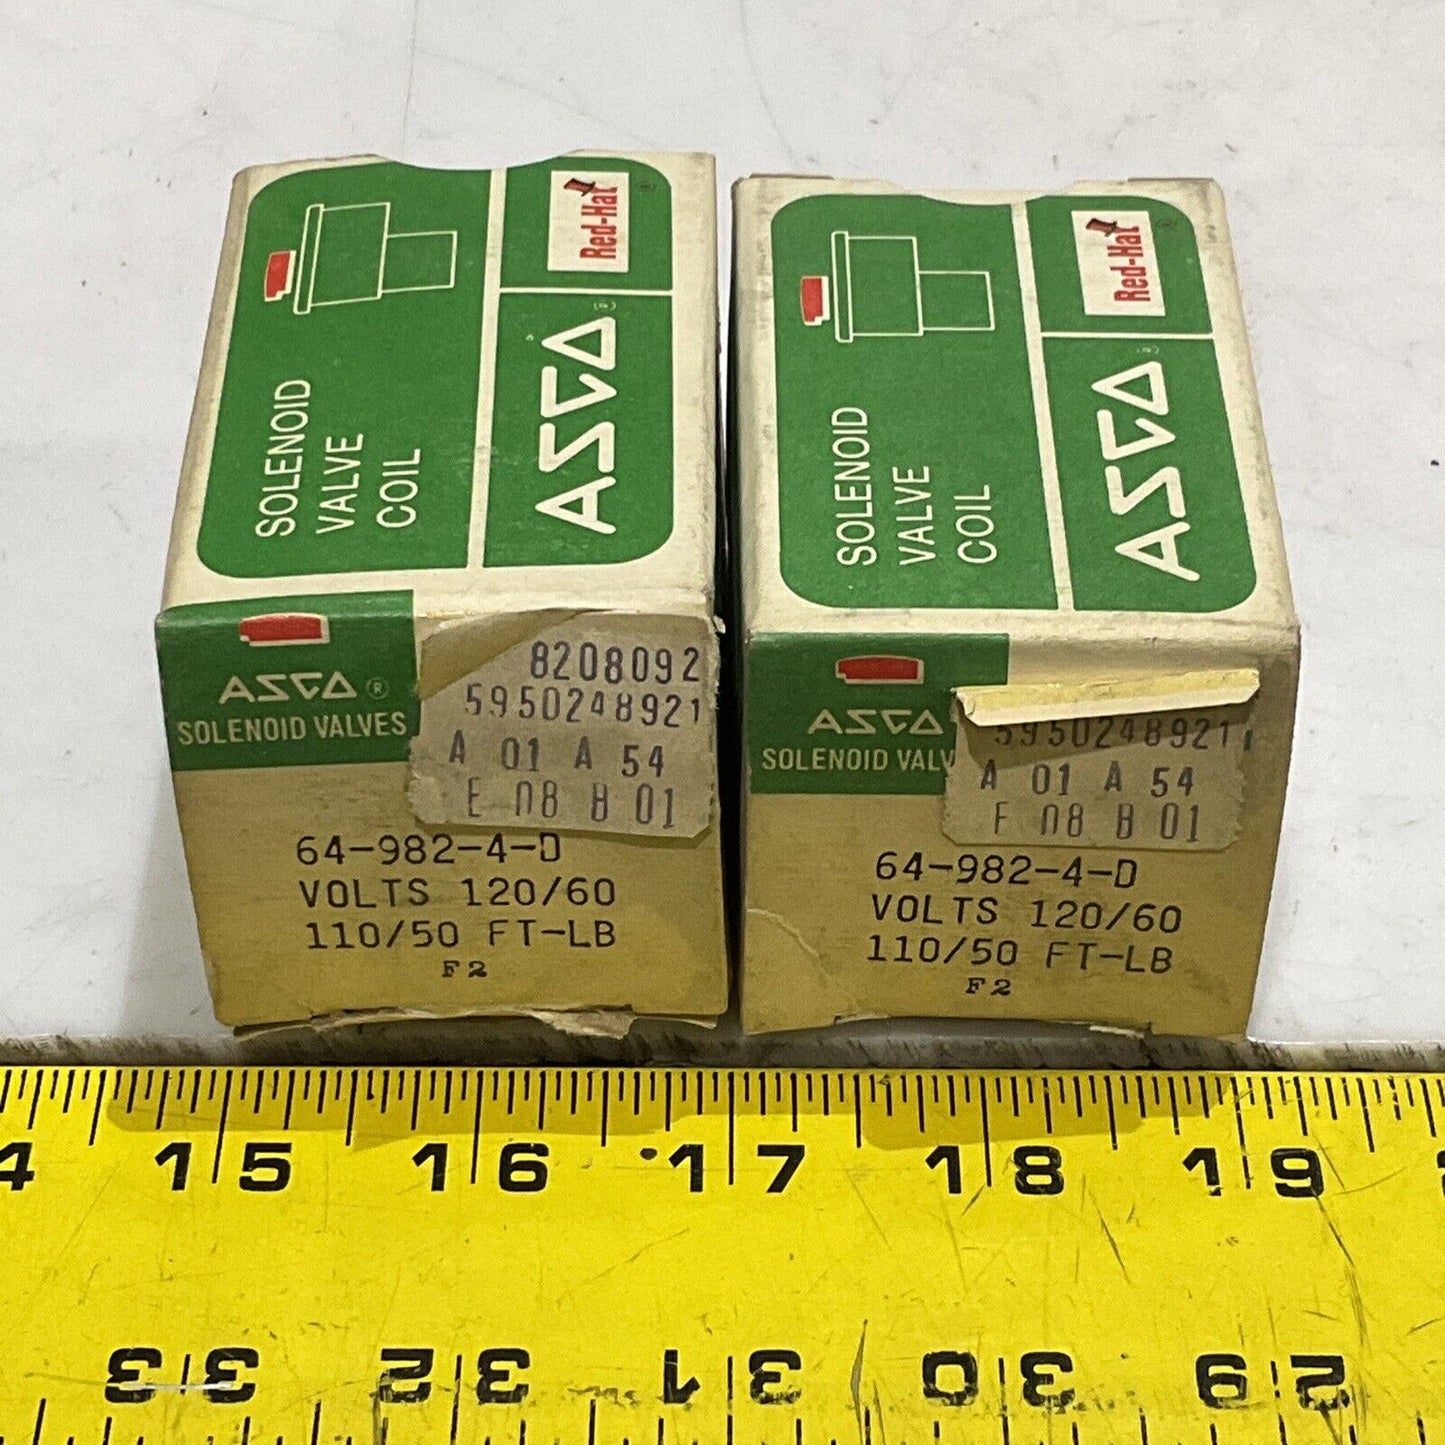 SOLENOID
VALVE
COIL
ASCO®
Red-Hat®
ASCO®
SOLENOID VALVES
8208092
5950248921
A 01 A 54
E 08 B 01
64-982-4-D
VOLTS 120/60
110/50 FT-LB
F2
SOLENOID
VALVE
COIL
ASCO®
Red-Hat®
ASCO
SOLENOID VALV
5950248921
A 01 A 54
08 B 01
64-982-4-D
VOLTS 120/60
110/50 FT-LB
F2
4 15 16 17 18 19
33 32 31 30 29